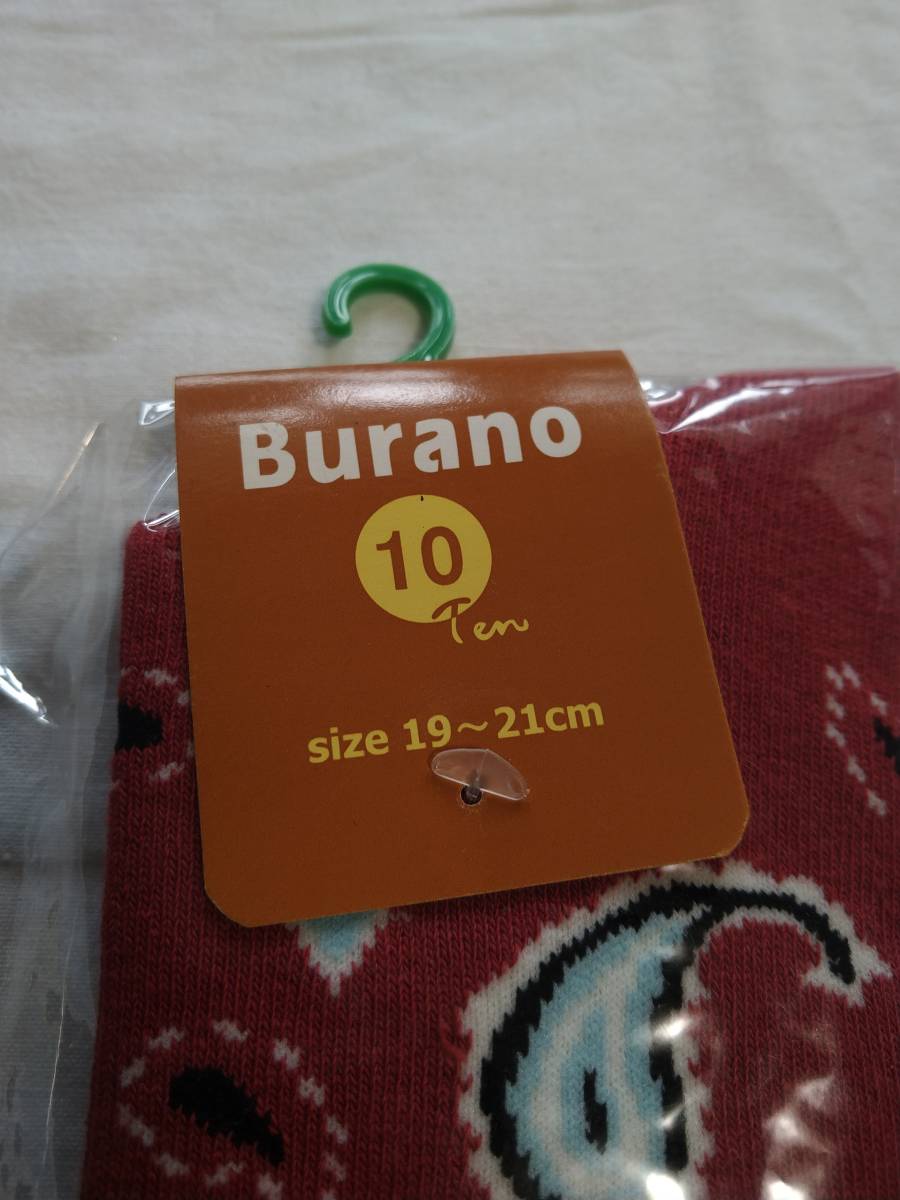 Burano
10
Ten
size 19～21cm